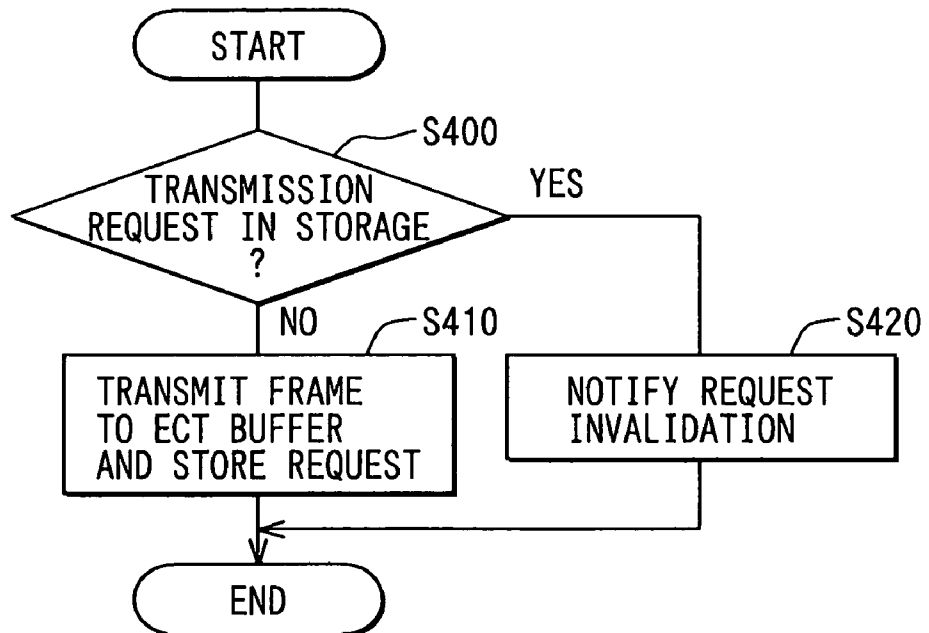 START
S400
TRANSMISSION
REQUEST IN STORAGE
?
YES
NO
S410
TRANSMIT FRAME
TO ECT BUFFER
AND STORE REQUEST
S420
NOTIFY REQUEST
INVALIDATION
END